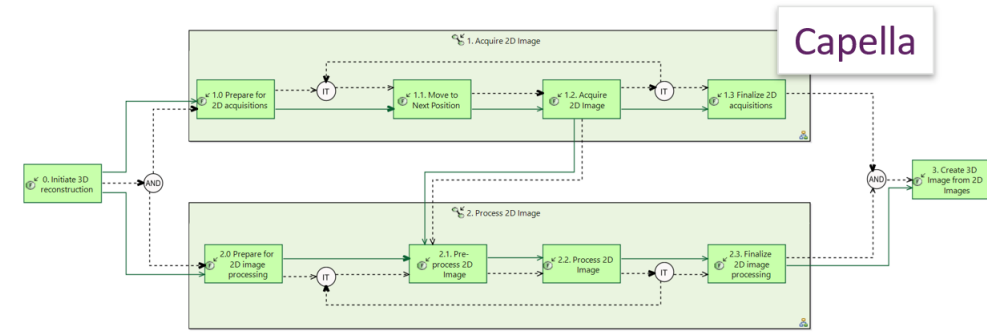 Capella
1. Acquire 2D Image
1.0 Prepare for
2D acquisitions
IT
1.1. Move to
Next Position
1.2. Acquire
2D Image
IT
1.3 Finalize 2D
acquisitions
0. Initiate 3D
reconstruction
AND
AND
3. Create 3D
Image from 2D
Images
2. Process 2D Image
2.0 Prepare for
2D image
processing
IT
2.1. Pre-
process 2D
Image
2.2. Process 2D
Image
IT
2.3. Finalize
2D image
processing